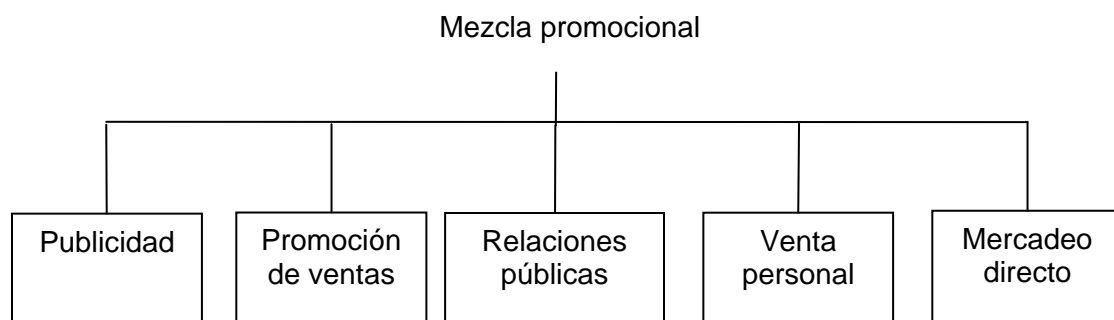 Mezcla promocional
Publicidad
Promoción
de ventas
Relaciones
públicas
Venta
personal
Mercadeo
directo